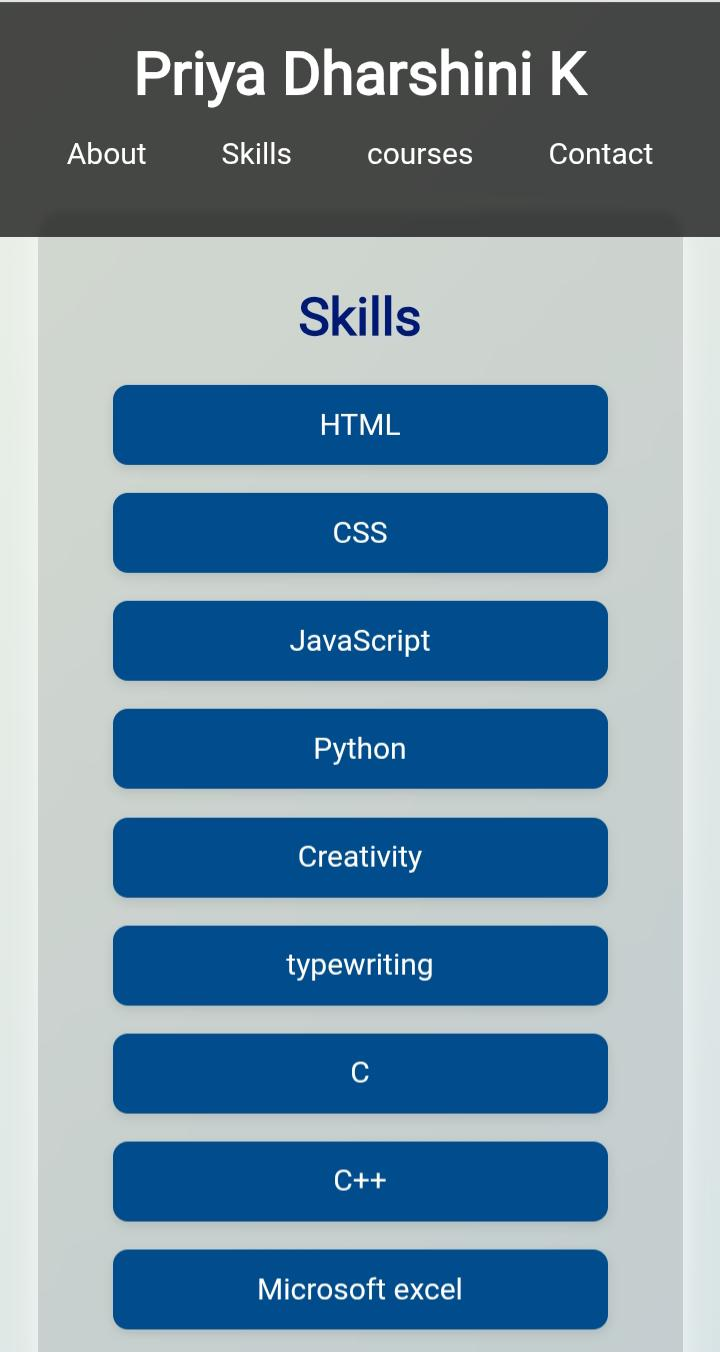 Priya Dharshini K
About Skills courses Contact
Skills
HTML
CSS
JavaScript
Python
Creativity
typewriting
C
C++
Microsoft excel